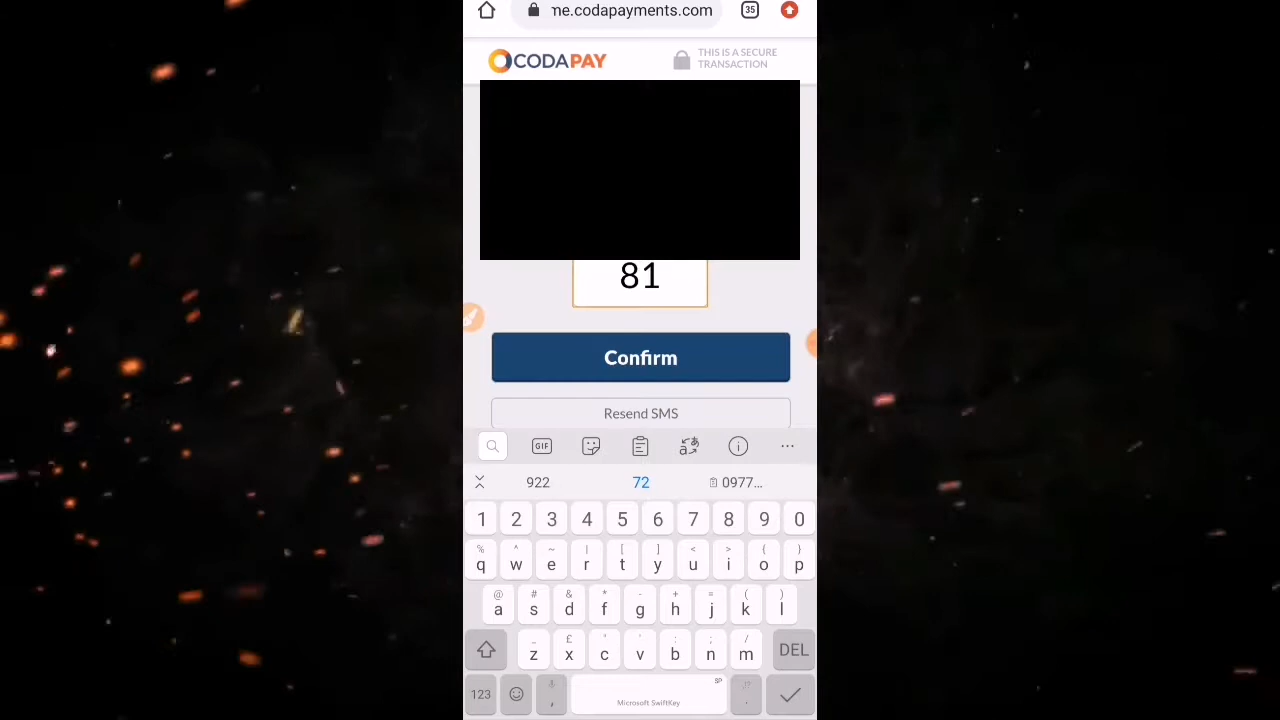 ne.codapayments.com
35
CODAPAY
THIS IS A SECURE
TRANSACTION
81
Confirm
Resend SMS
GIF
922 72 0977...
1 2 3 4 5 6 7 8 9 0
% ^ ~ | [ ] < > { }
q w e r t y u i o p
@ # & * - + = ( )
a s d f g h j k l
_ £ " ' : ; /
z x c v b n m DEL
SP
123 , Microsoft SwiftKey .